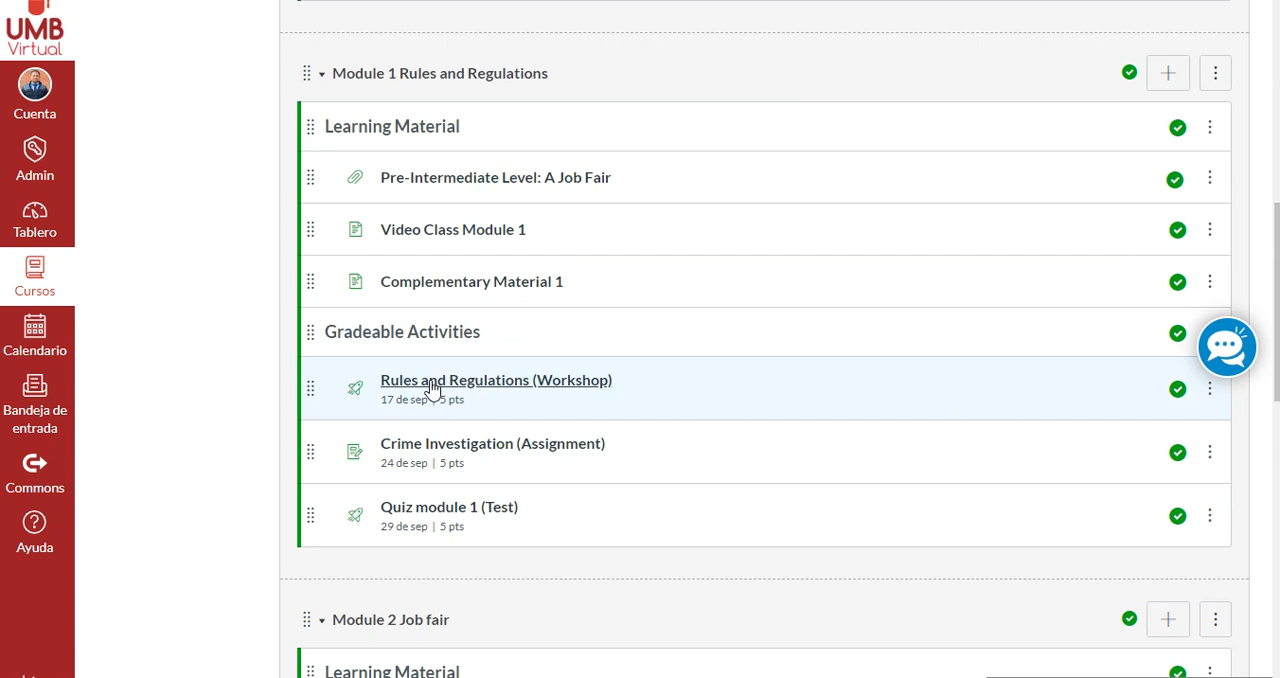 UMB
Virtual
Cuenta
Admin
Tablero
Cursos
Calendario
Bandeja de
entrada
Commons
Ayuda
Module 1 Rules and Regulations
Learning Material
Pre-Intermediate Level: A Job Fair
Video Class Module 1
Complementary Material 1
Gradeable Activities
Rules and Regulations (Workshop)
17 de sep | 5 pts
Crime Investigation (Assignment)
24 de sep | 5 pts
Quiz module 1 (Test)
29 de sep | 5 pts
Module 2 Job fair
Learning Material